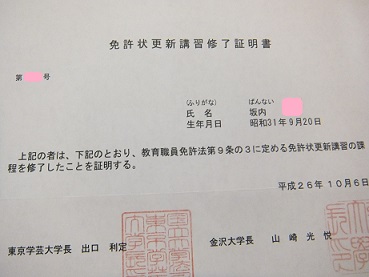 免許状更新講習修了証明書
第 号
(ふりがな) ばんない
氏 名 坂内
生年月日 昭和31年9月20日
上記の者は、下記のとおり、教育職員免許法第9条の3に定める免許状更新講習の課
程を修了したことを証明する。
平成26年10月6日
東京学芸大学長 出口 利定 金沢大学長 山崎光悦